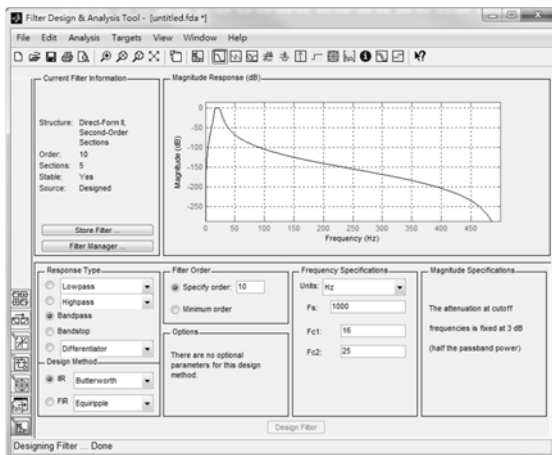 Filter Design & Analysis Tool - [untitled.fda *]
File Edit Analysis Targets View Window Help
Current Filter Information
Structure: Direct-Form II, Second-Order Sections
Order: 10
Sections: 5
Stable: Yes
Source: Designed
Store Filter ...
Filter Manager ...
Magnitude Response (dB)
Magnitude (dB)
0
-50
-100
-150
-200
-250
0 50 100 150 200 250 300 350 400 450
Frequency (Hz)
Response Type
Lowpass
Highpass
Bandpass
Bandstop
Differentiator
Design Method
IIR Butterworth
FIR Equiripple
Filter Order
Specify order: 10
Minimum order
Options
There are no optional
parameters for this design
method.
Frequency Specifications
Units: Hz
Fs: 1000
Fc1: 16
Fc2: 25
Magnitude Specifications
The attenuation at cutoff
frequencies is fixed at 3 dB
(half the passband power)
Design Filter
Designing Filter ... Done